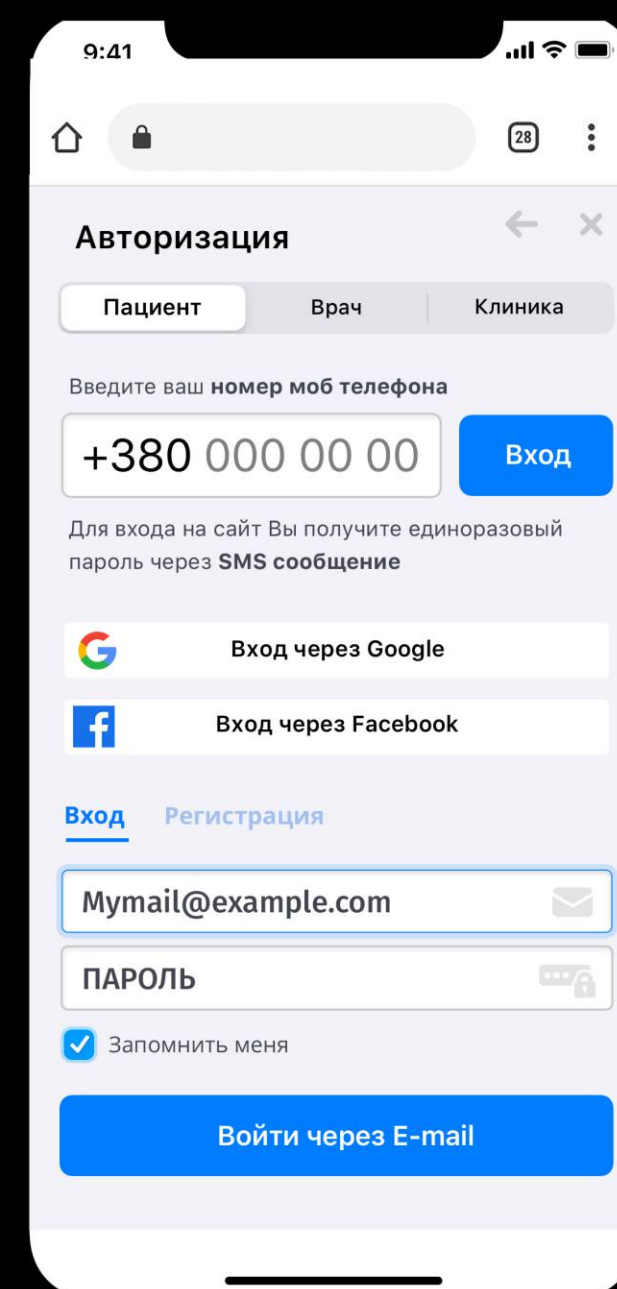 9:41
28
Авторизация
Пациент Врач Клиника
Введите ваш номер моб телефона
+380 000 00 00 Вход
Для входа на сайт Вы получите единоразовый
пароль через SMS сообщение
Вход через Google
Вход через Facebook
Вход Регистрация
Mymail@example.com
ПАРОЛЬ
Запомнить меня
Войти через E-mail